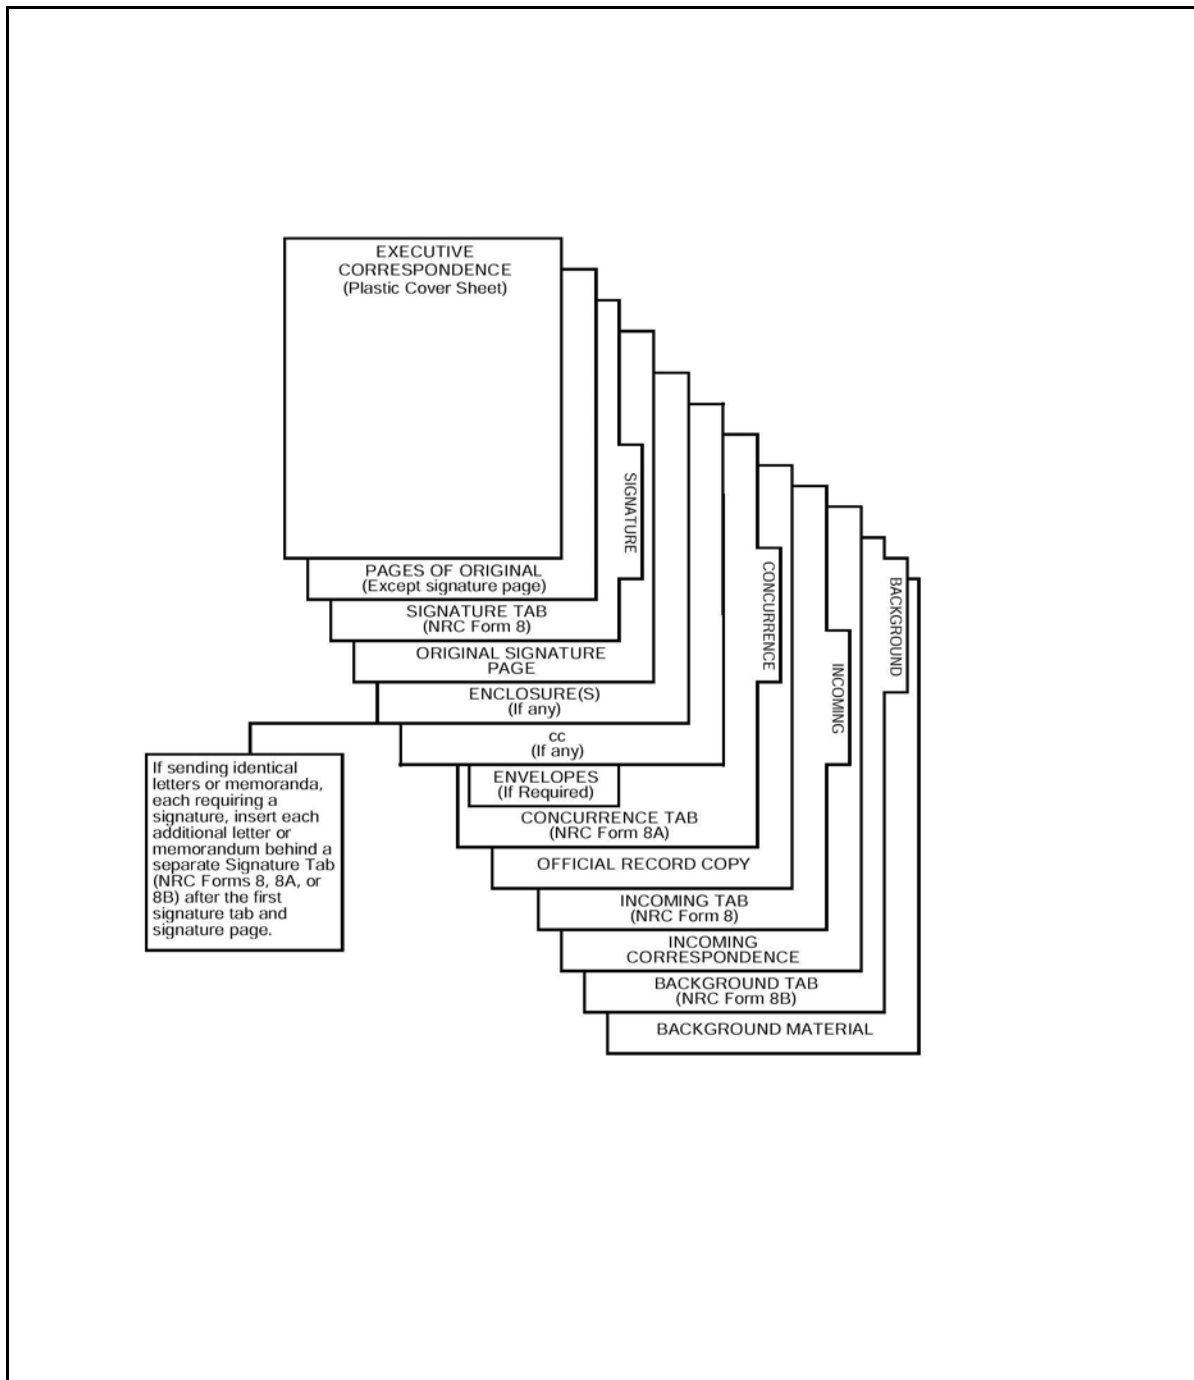 EXECUTIVE
CORRESPONDENCE
(Plastic Cover Sheet)
SIGNATURE
PAGES OF ORIGINAL
(Except signature page)
SIGNATURE TAB
(NRC Form 8)
ORIGINAL SIGNATURE
PAGE
ENCLOSURE(S)
(If any)
cc
(If any)
ENVELOPES
(If Required)
CONCURRENCE
CONCURRENCE TAB
(NRC Form 8A)
OFFICIAL RECORD COPY
INCOMING
INCOMING TAB
(NRC Form 8)
INCOMING
CORRESPONDENCE
BACKGROUND
BACKGROUND TAB
(NRC Form 8B)
BACKGROUND MATERIAL
If sending identical
letters or memoranda,
each requiring a
signature, insert each
additional letter or
memorandum behind a
separate Signature Tab
(NRC Forms 8, 8A, or
8B) after the first
signature tab and
signature page.